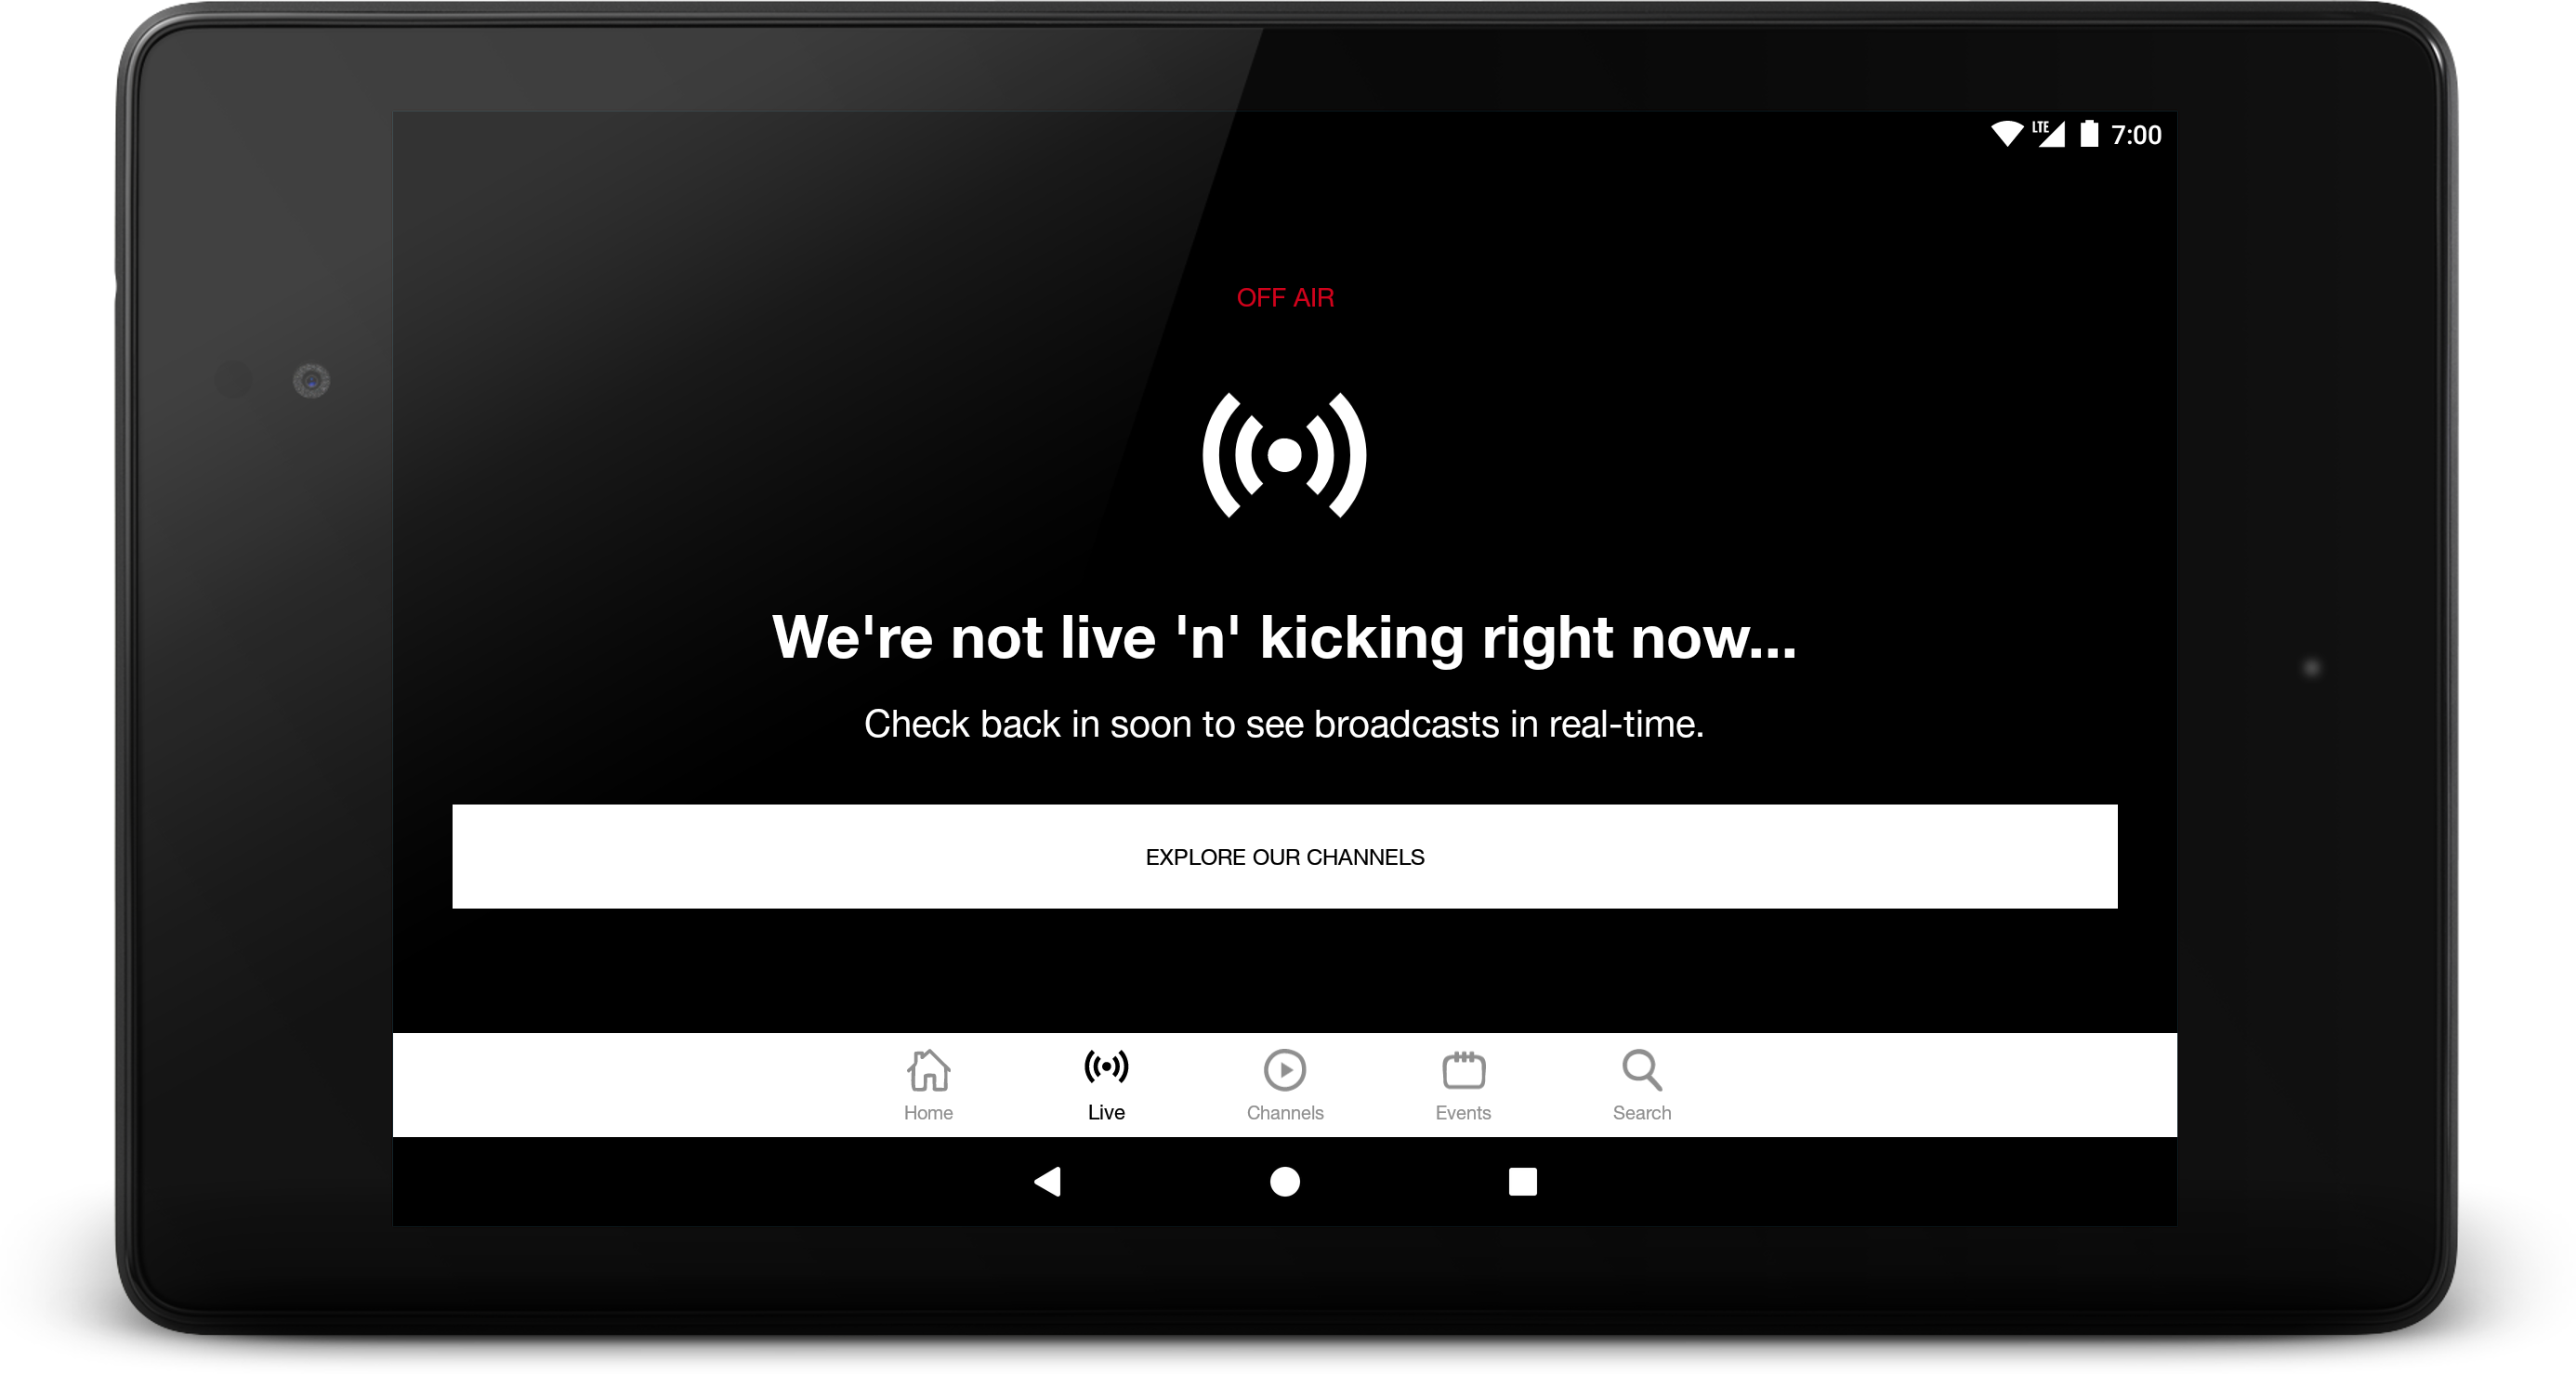 LTE 7:00
OFF AIR
We're not live 'n' kicking right now...
Check back in soon to see broadcasts in real-time.
EXPLORE OUR CHANNELS
Home Live Channels Events Search